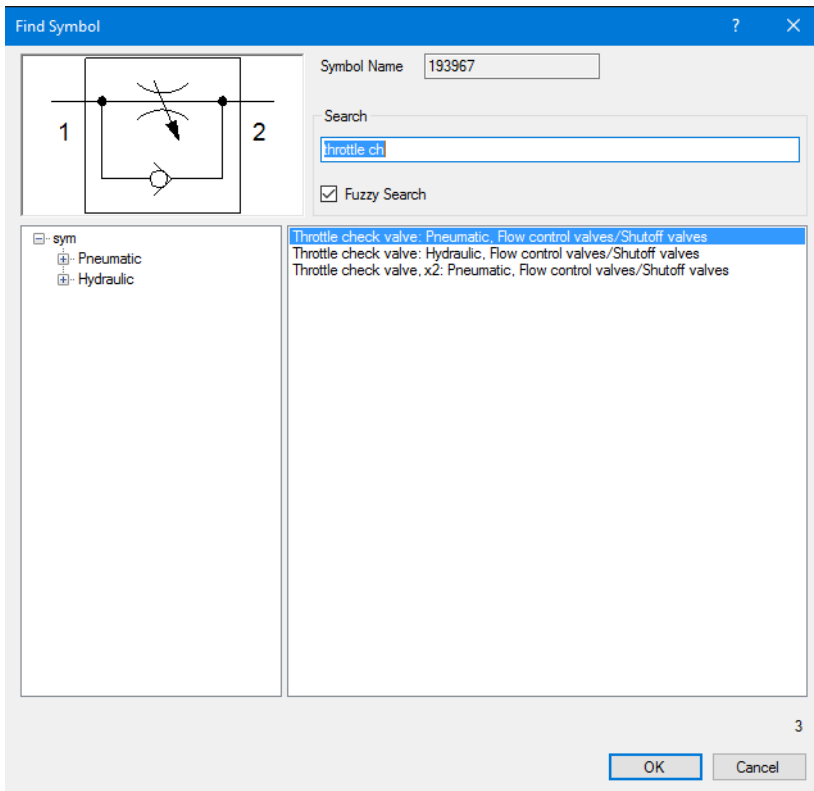 Find Symbol
?
Symbol Name 193967
1
2
Search
throttle ch
Fuzzy Search
sym
Pneumatic
Hydraulic
Throttle check valve: Pneumatic, Flow control valves/Shutoff valves
Throttle check valve: Hydraulic, Flow control valves/Shutoff valves
Throttle check valve, x2: Pneumatic, Flow control valves/Shutoff valves
3
OK
Cancel